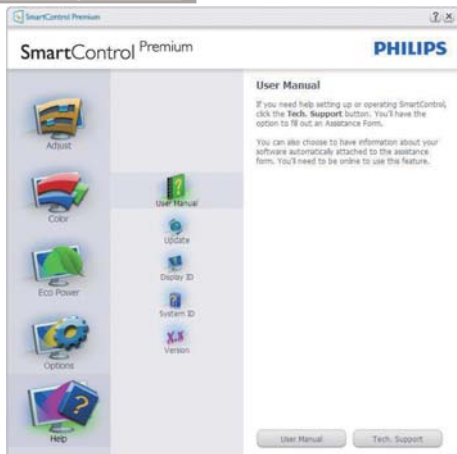 SmartControl Premium
SmartControl Premium
PHILIPS
Adjust
Color
Eco Power
Options
Help
User Manual
Update
Display ID
System ID
X.X
Version
User Manual
If you need help setting up or operating SmartControl,
click the Tech. Support button. You'll have the
option to fill out an Assistance Form.
You can also choose to have information about your
software automatically attached to the assistance
form. You'll need to be online to use this feature.
User Manual
Tech. Support